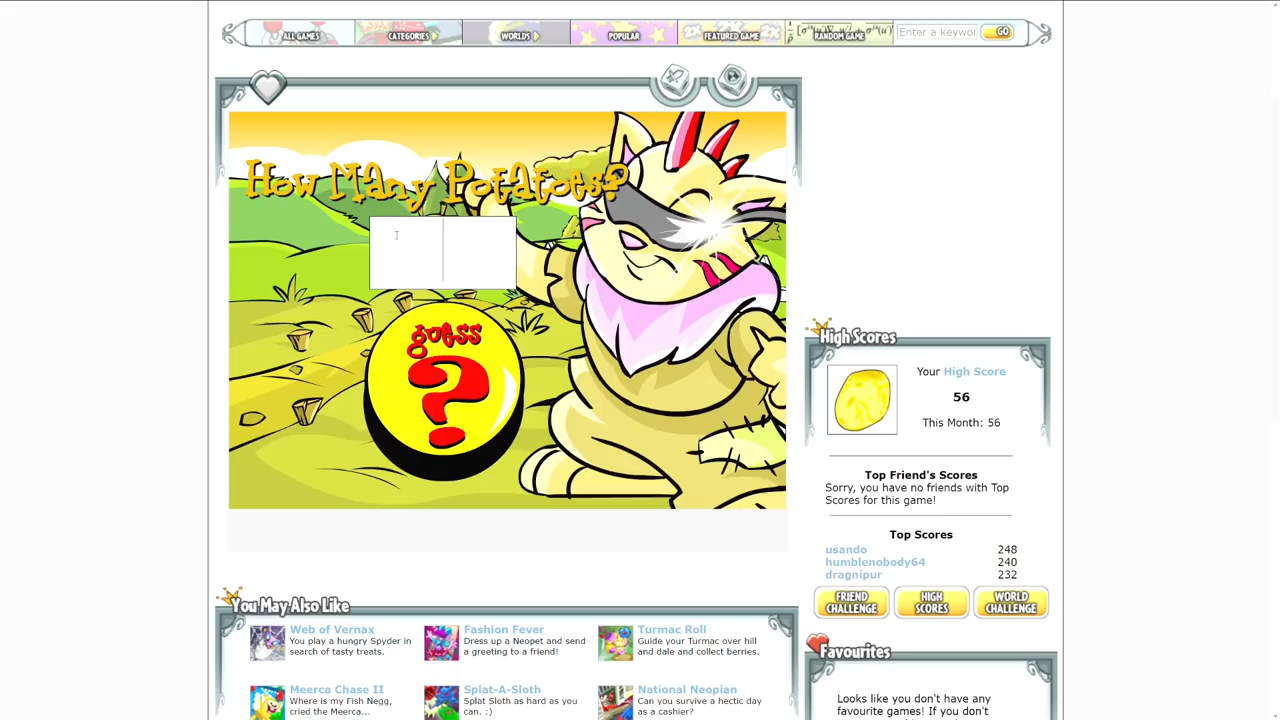 ALL GAMES
CATEGORIES
WORLDS
POPULAR
FEATURED GAME
RANDOM GAME
Enter a keyword
GO
How Many Potatoes?
guess
?
High Scores
Your High Score
56
This Month: 56
Top Friend's Scores
Sorry, you have no friends with Top
Scores for this game!
Top Scores
usando 248
humblenobody64 240
dragnipur 232
FRIEND CHALLENGE
HIGH SCORES
WORLD CHALLENGE
You May Also Like
Web of Vernax
You play a hungry Spyder in
search of tasty treats.
Fashion Fever
Dress up a Neopet and send
a greeting to a friend!
Turmac Roll
Guide your Turmac over hill
and dale and collect berries.
Meerca Chase II
Where is my Fish Negg,
cried the Meerca...
Splat-A-Sloth
Splat Sloth as hard as you
can. :)
National Neopian
Can you survive a hectic day
as a cashier?
Favourites
Looks like you don't have any
favourite games! If you don't